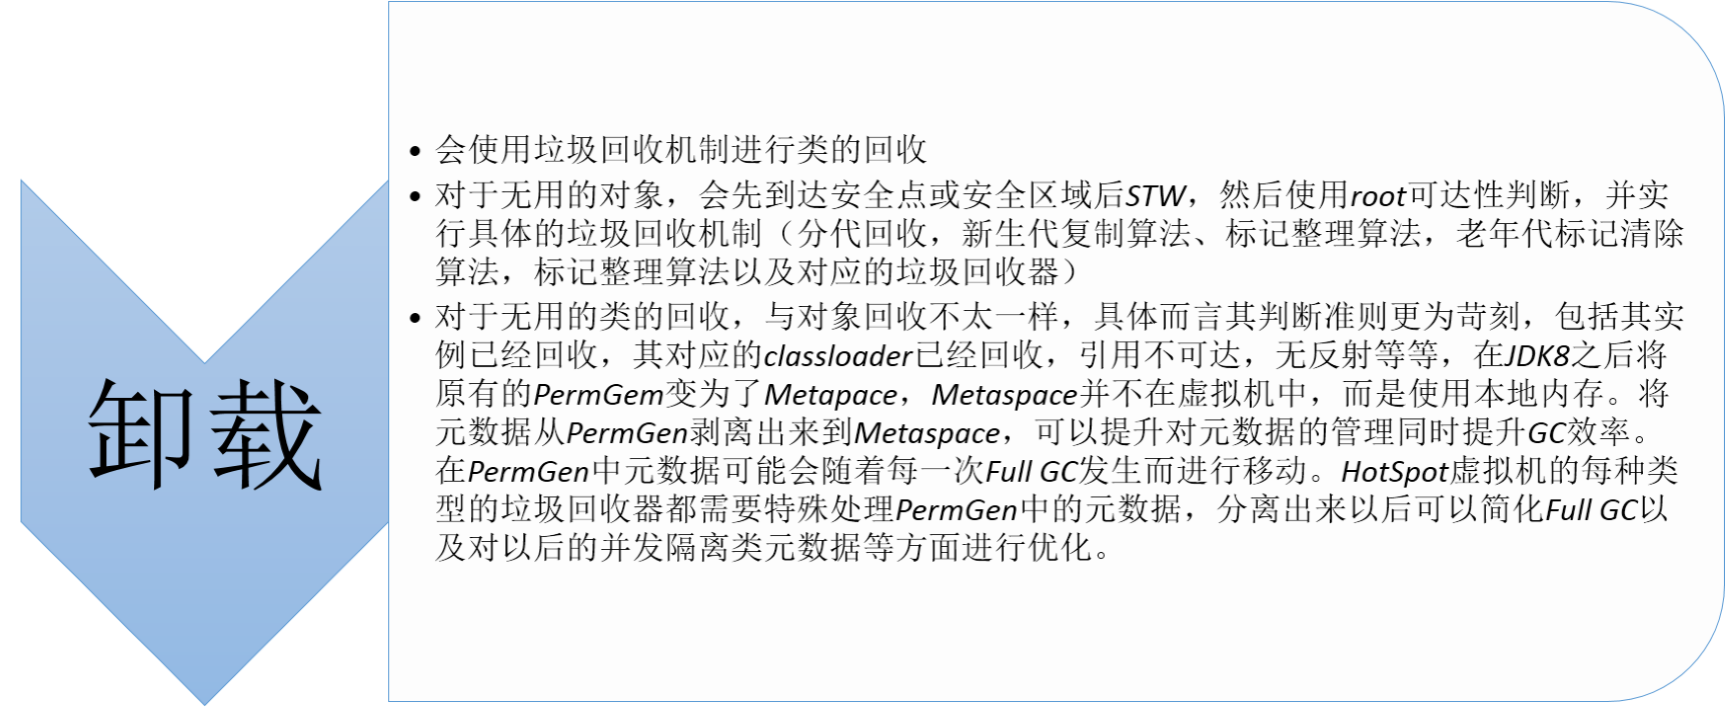 卸载
• 会使用垃圾回收机制进行类的回收
• 对于无用的对象，会先到达安全点或安全区域后STW，然后使用root可达性判断，并实
行具体的垃圾回收机制（分代回收，新生代复制算法、标记整理算法，老年代标记清除
算法，标记整理算法以及对应的垃圾回收器）
• 对于无用的类的回收，与对象回收不太一样，具体而言其判断准则更为苛刻，包括其实
例已经回收，其对应的classloader已经回收，引用不可达，无反射等等，在JDK8之后将
原有的PermGem变为了Metapace，Metaspace并不在虚拟机中，而是使用本地内存。将
元数据从PermGen剥离出来到Metaspace，可以提升对元数据的管理同时提升GC效率。
在PermGen中元数据可能会随着每一次Full GC发生而进行移动。HotSpot虚拟机的每种类
型的垃圾回收器都需要特殊处理PermGen中的元数据，分离出来以后可以简化Full GC以
及对以后的并发隔离类元数据等方面进行优化。